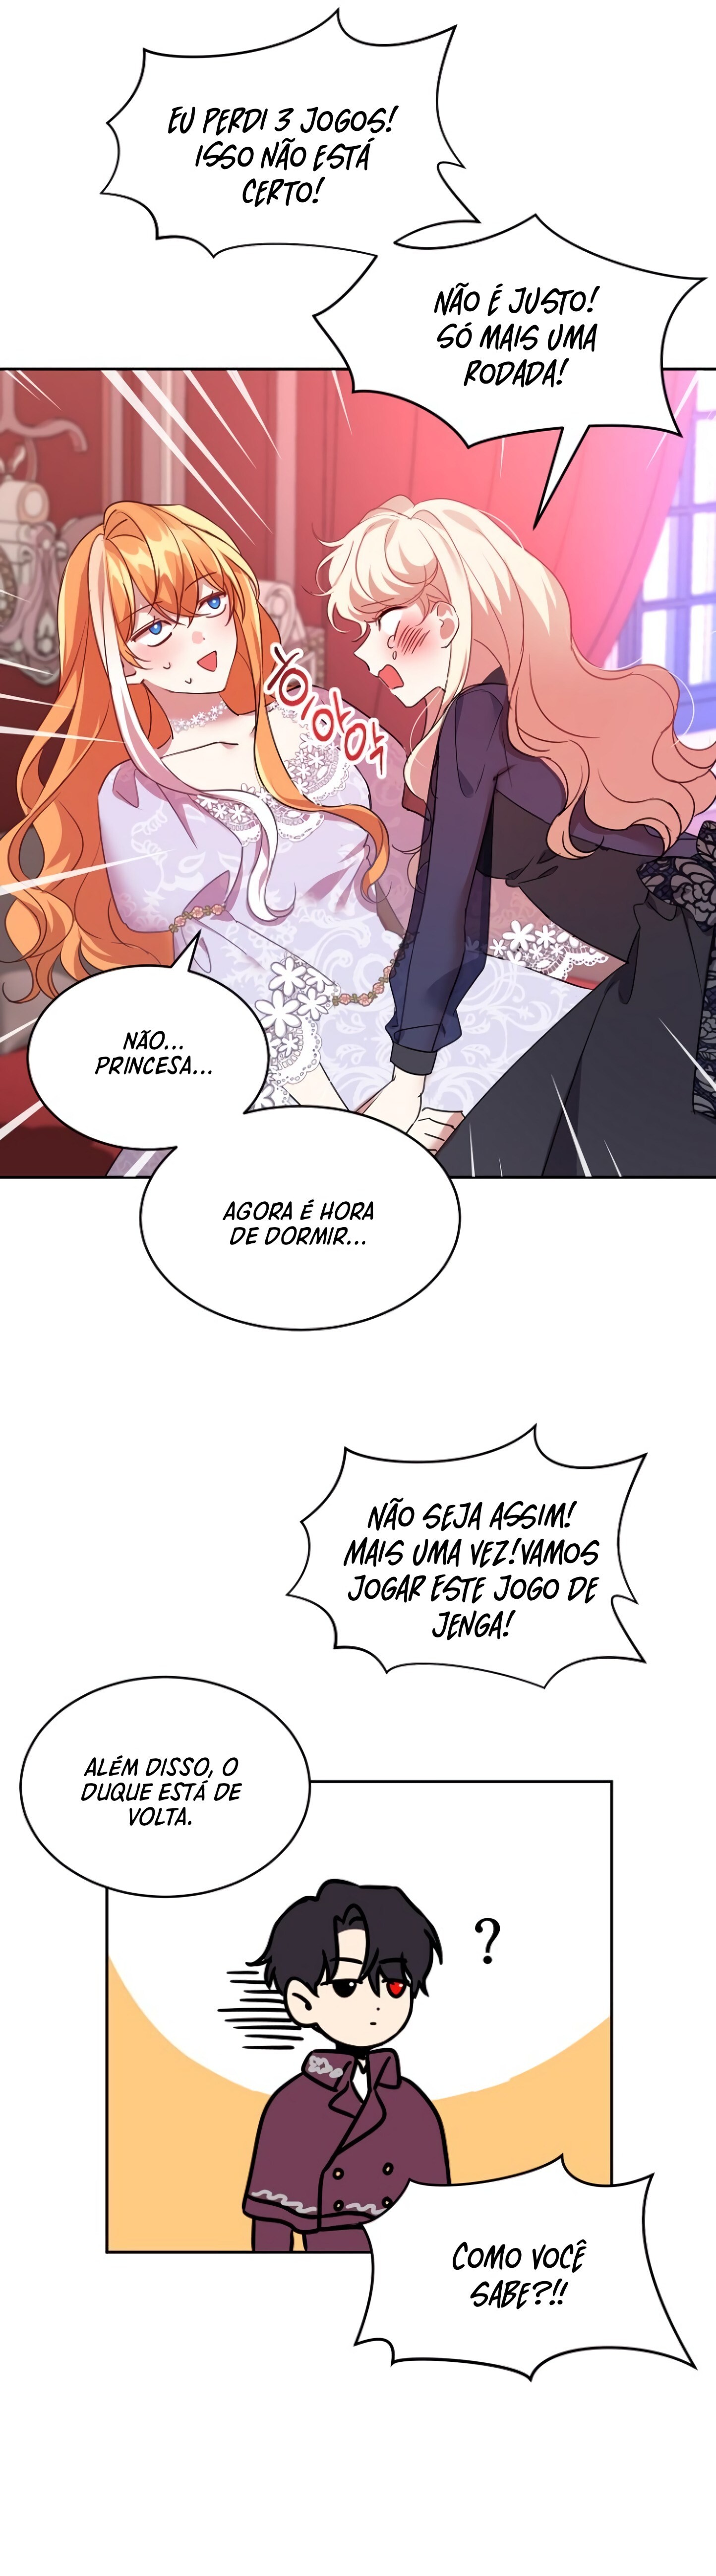 EU PERDI 3 JOGOS!
ISSO NÃO ESTÁ
CERTO!
NÃO É JUSTO!
SÓ MAIS UMA
RODADA!
NÃO...
PRINCESA...
AGORA É HORA
DE DORMIR...
NÃO SEJA ASSIM!
MAIS UMA VEZ!VAMOS
JOGAR ESTE JOGO DE
JENGA!
ALÉM DISSO, O
DUQUE ESTÁ DE
VOLTA.
?
COMO VOCÊ
SABE?!!